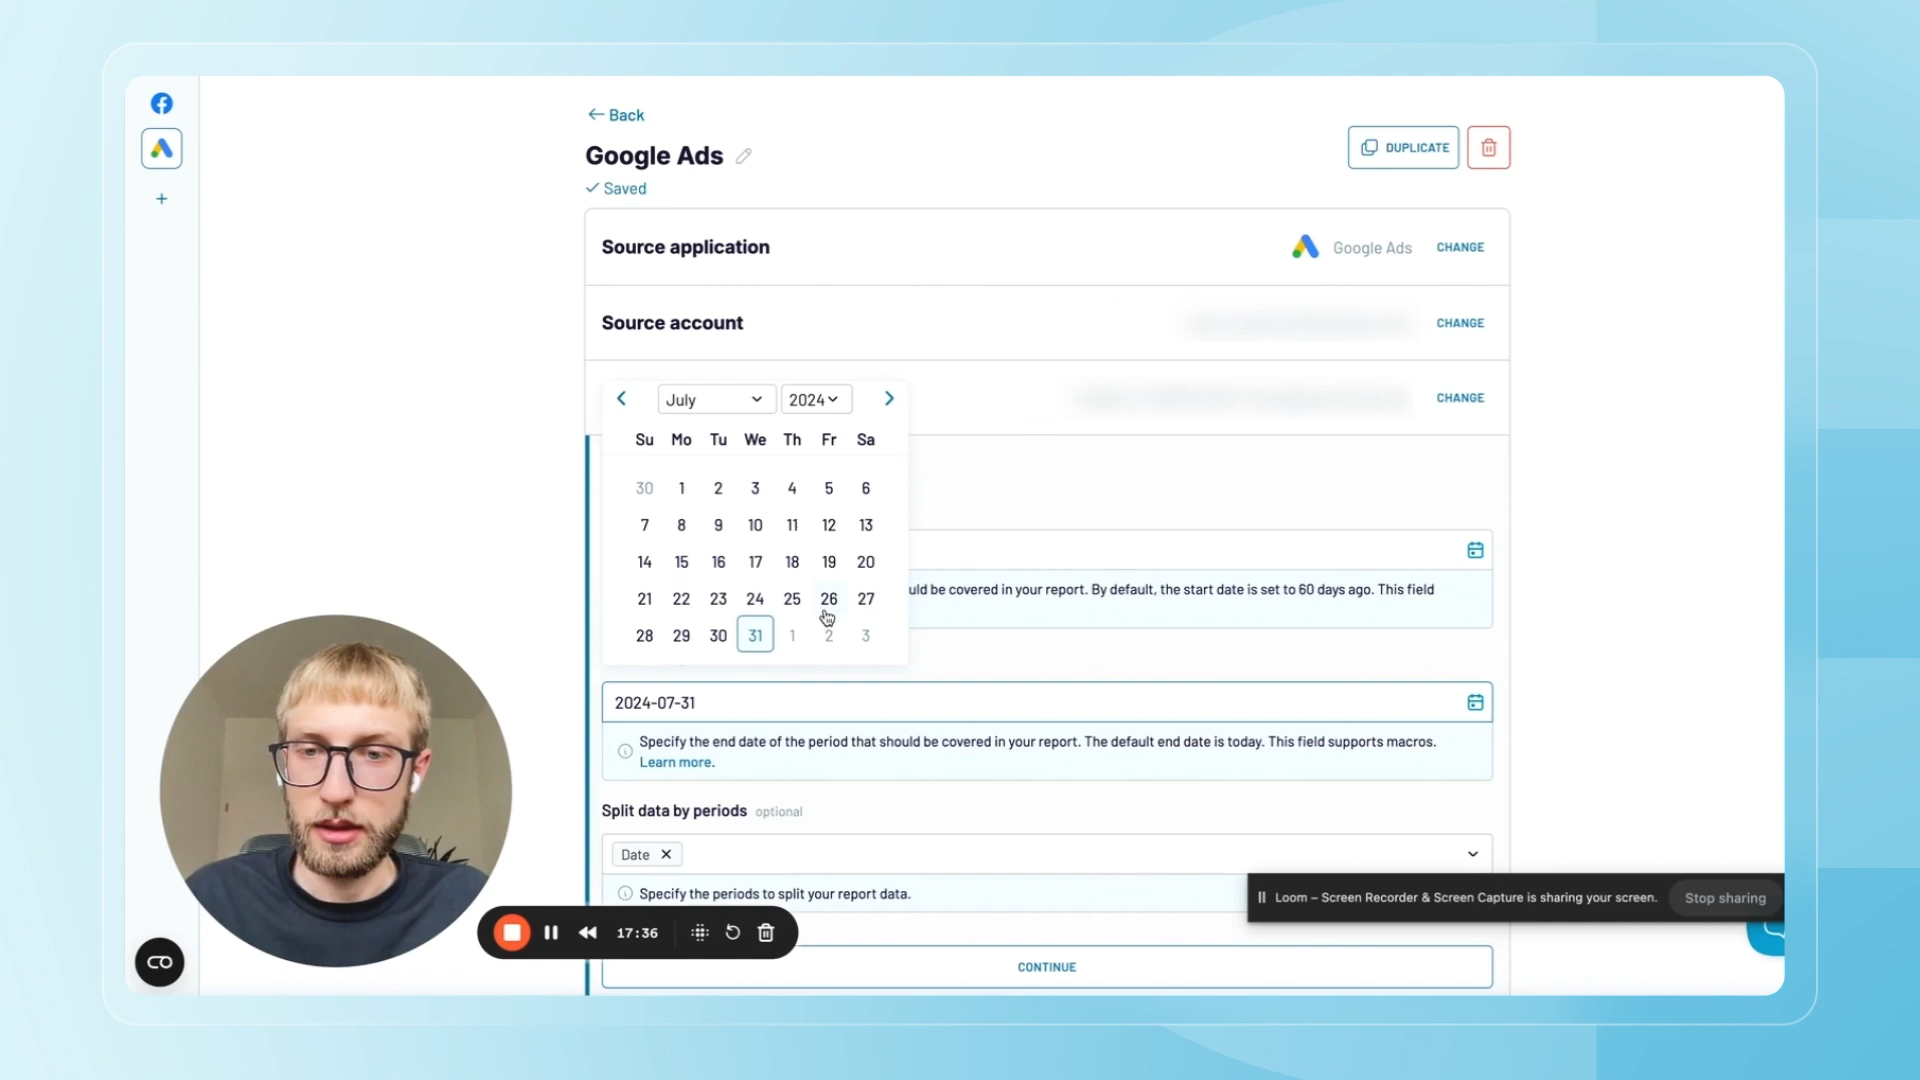 Back
Google Ads
Saved
DUPLICATE
Source application
Google Ads
CHANGE
Source account
CHANGE
CHANGE
July
2024
Su Mo Tu We Th Fr Sa
30 1 2 3 4 5 6
7 8 9 10 11 12 13
14 15 16 17 18 19 20
21 22 23 24 25 26 27
28 29 30 31 1 2 3
uld be covered in your report. By default, the start date is set to 60 days ago. This field
2024-07-31
Specify the end date of the period that should be covered in your report. The default end date is today. This field supports macros.
Learn more.
Split data by periods optional
Date
Specify the periods to split your report data.
Loom – Screen Recorder & Screen Capture is sharing your screen.
Stop sharing
17:36
CONTINUE